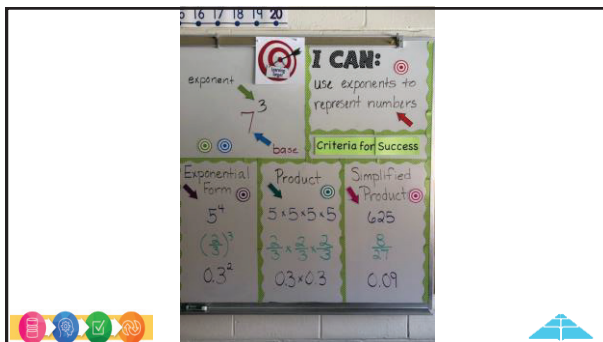 15 16 17 18 19 20
I CAN:
use exponents to
represent numbers
exponent
7³
base
Criteria for Success
Exponential
Form
5⁴
(2/3)³
0.3²
Product
5 × 5 × 5 × 5
2/3 × 2/3 × 2/3
0.3 × 0.3
Simplified
Product
625
8/27
0.09